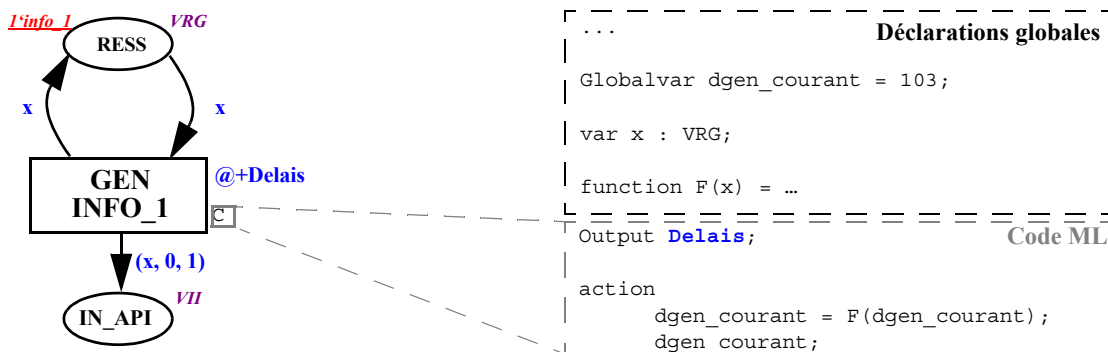 1‘info_1
VRG
RESS
x
x
GEN
INFO_1
@+Delais
C
(x, 0, 1)
VII
IN_API
...
Déclarations globales
Globalvar dgen_courant = 103;
var x : VRG;
function F(x) = …
Output Delais;
Code ML
action
dgen_courant = F(dgen_courant);
dgen_courant;